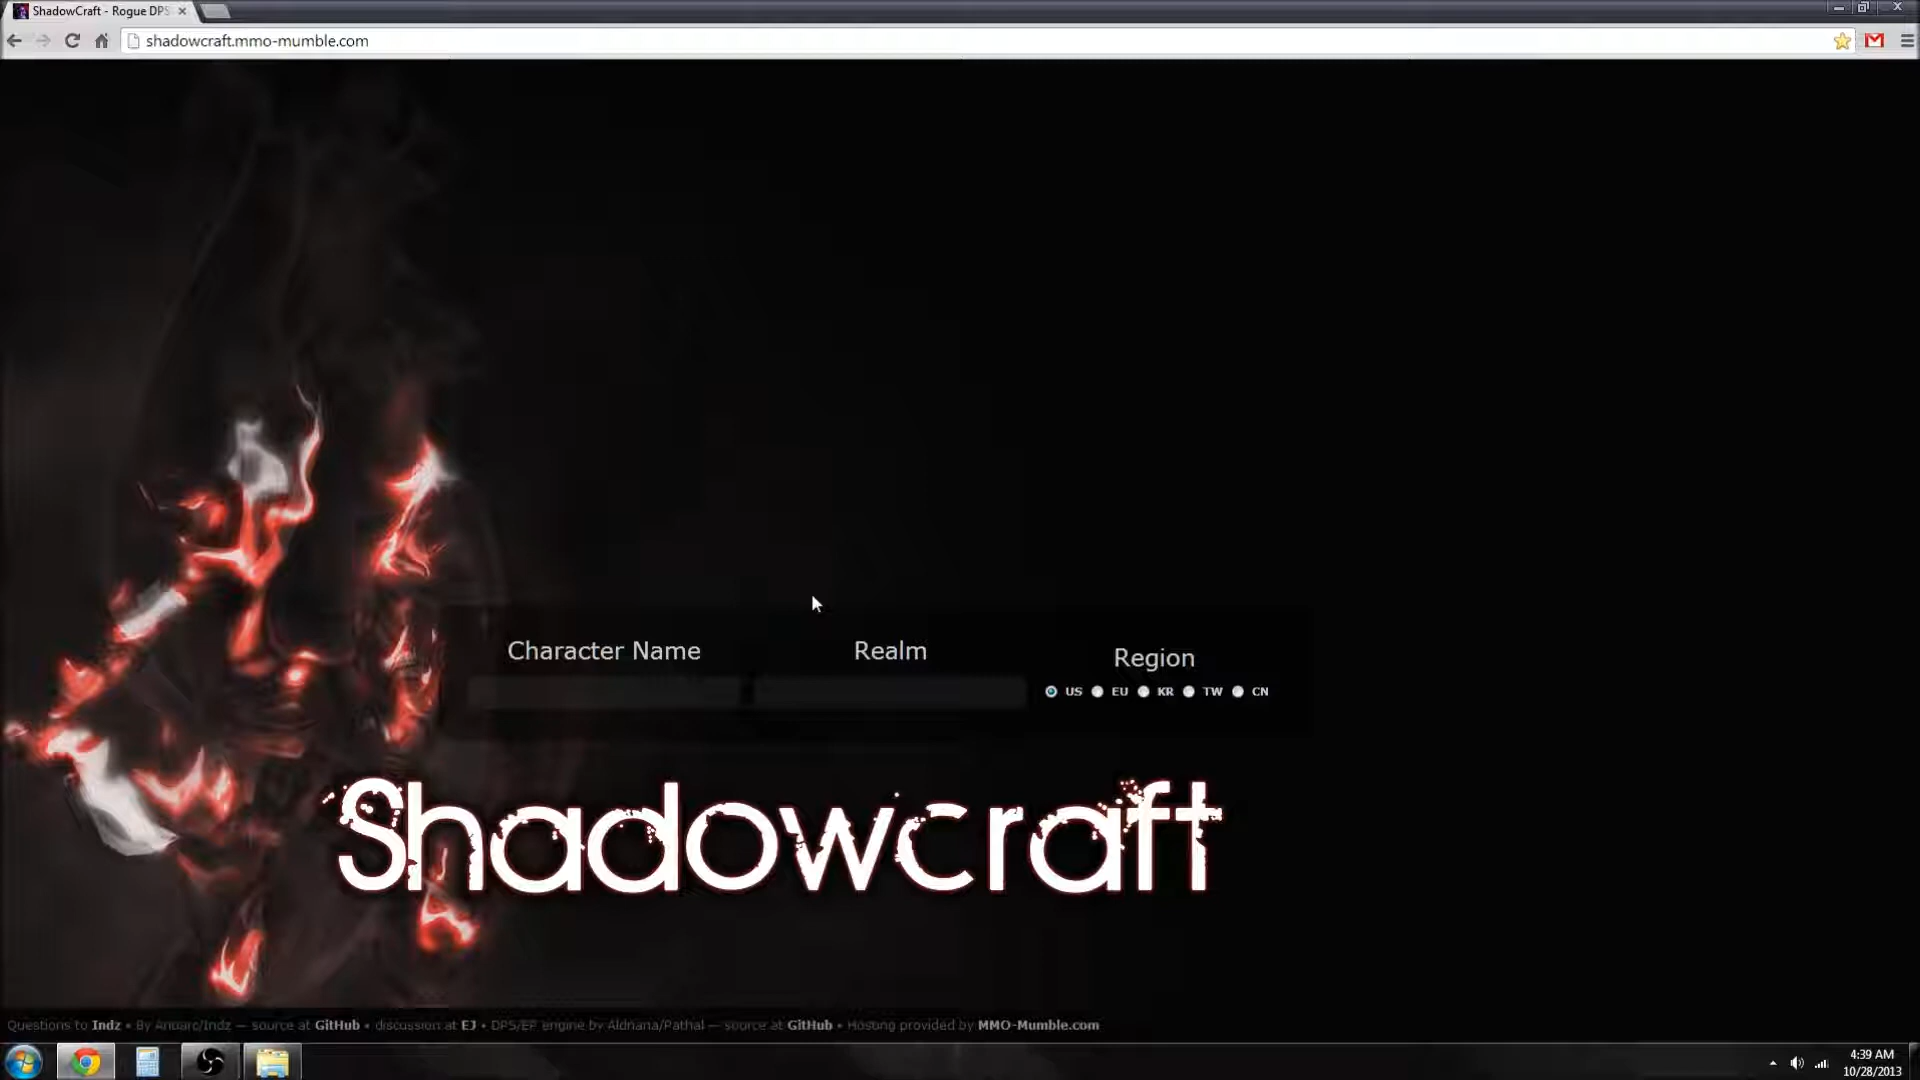 ShadowCraft - Rogue DPS
shadowcraft.mmo-mumble.com
Character Name
Realm
Region
US EU KR TW CN
Shadowcraft
Questions to Indz • By Antiarc/Indz — source at GitHub • discussion at EJ • DPS/EP engine by Aldriana/Pathal — source at GitHub • Hosting provided by MMO-Mumble.com
4:39 AM
10/28/2013